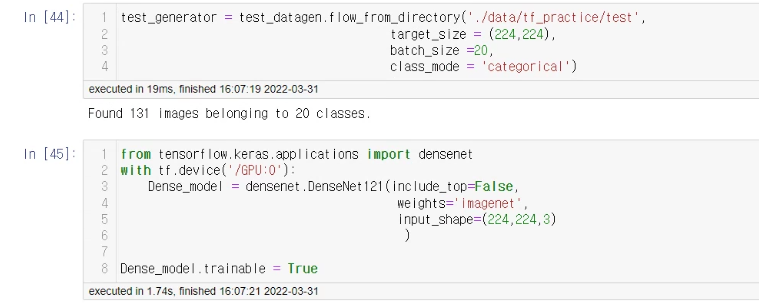 In [44]:
1 test_generator = test_datagen.flow_from_directory('./data/tf_practice/test',
2 target_size = (224,224),
3 batch_size =20,
4 class_mode = 'categorical')
executed in 19ms, finished 16:07:19 2022-03-31
Found 131 images belonging to 20 classes.
In [45]:
1 from tensorflow.keras.applications import densenet
2 with tf.device('/GPU:0'):
3 Dense_model = densenet.DenseNet121(include_top=False,
4 weights='imagenet',
5 input_shape=(224,224,3)
6 )
7
8 Dense_model.trainable = True
executed in 1.74s, finished 16:07:21 2022-03-31